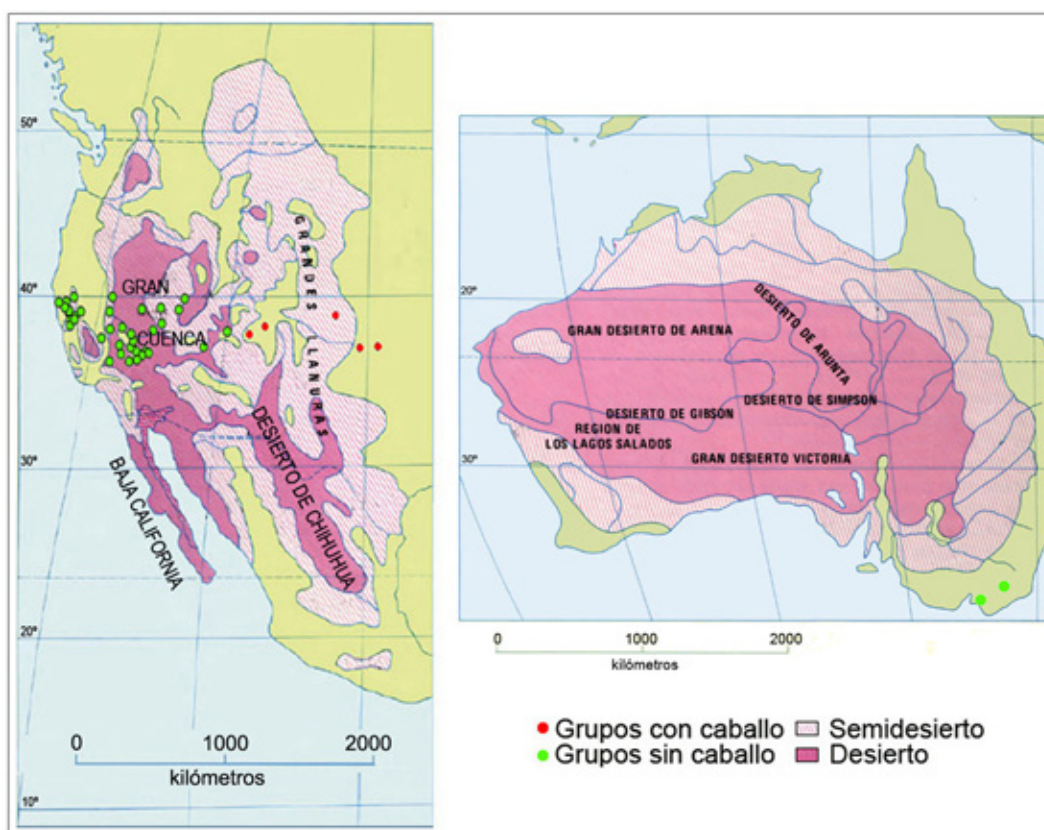 50°
40°
30°
20°
10°
GRAN
CUENCA
GRANDES LLANURAS
DESIERTO DE CHIHUHUA
BAJA CALIFORNIA
0 1000 2000
kilómetros
20°
30°
GRAN DESIERTO DE ARENA
DESIERTO DE ARUNTA
DESIERTO DE GIBSON
DESIERTO DE SIMPSON
REGION DE
LOS LAGOS SALADOS
GRAN DESIERTO VICTORIA
0 1000 2000
kilómetros
Grupos con caballo
Grupos sin caballo
Semidesierto
Desierto